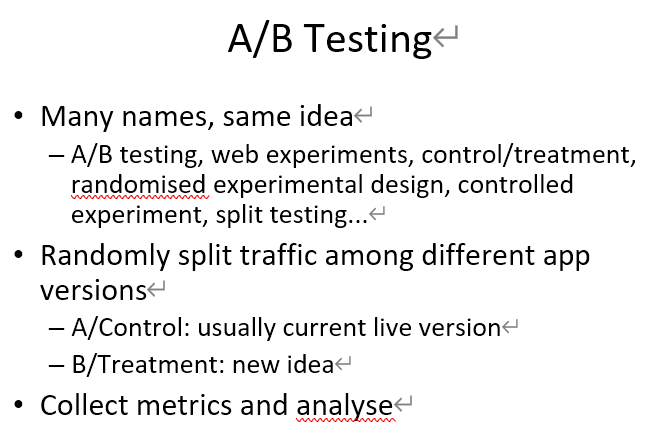 A/B Testing↵
• Many names, same idea↵
– A/B testing, web experiments, control/treatment,
randomised experimental design, controlled
experiment, split testing...↵
• Randomly split traffic among different app
versions↵
– A/Control: usually current live version↵
– B/Treatment: new idea↵
• Collect metrics and analyse↵